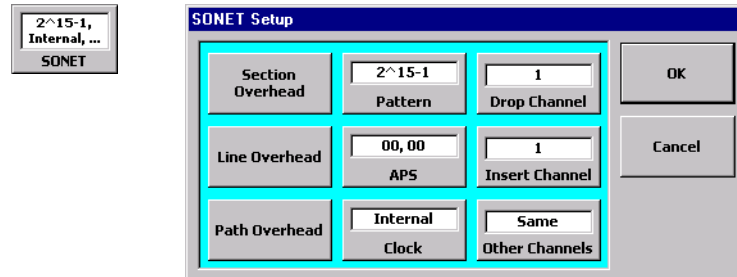 2^15-1,
Internal, ...
SONET
SONET Setup
Section
Overhead
2^15-1
Pattern
1
Drop Channel
OK
Line Overhead
00, 00
APS
1
Insert Channel
Cancel
Path Overhead
Internal
Clock
Same
Other Channels